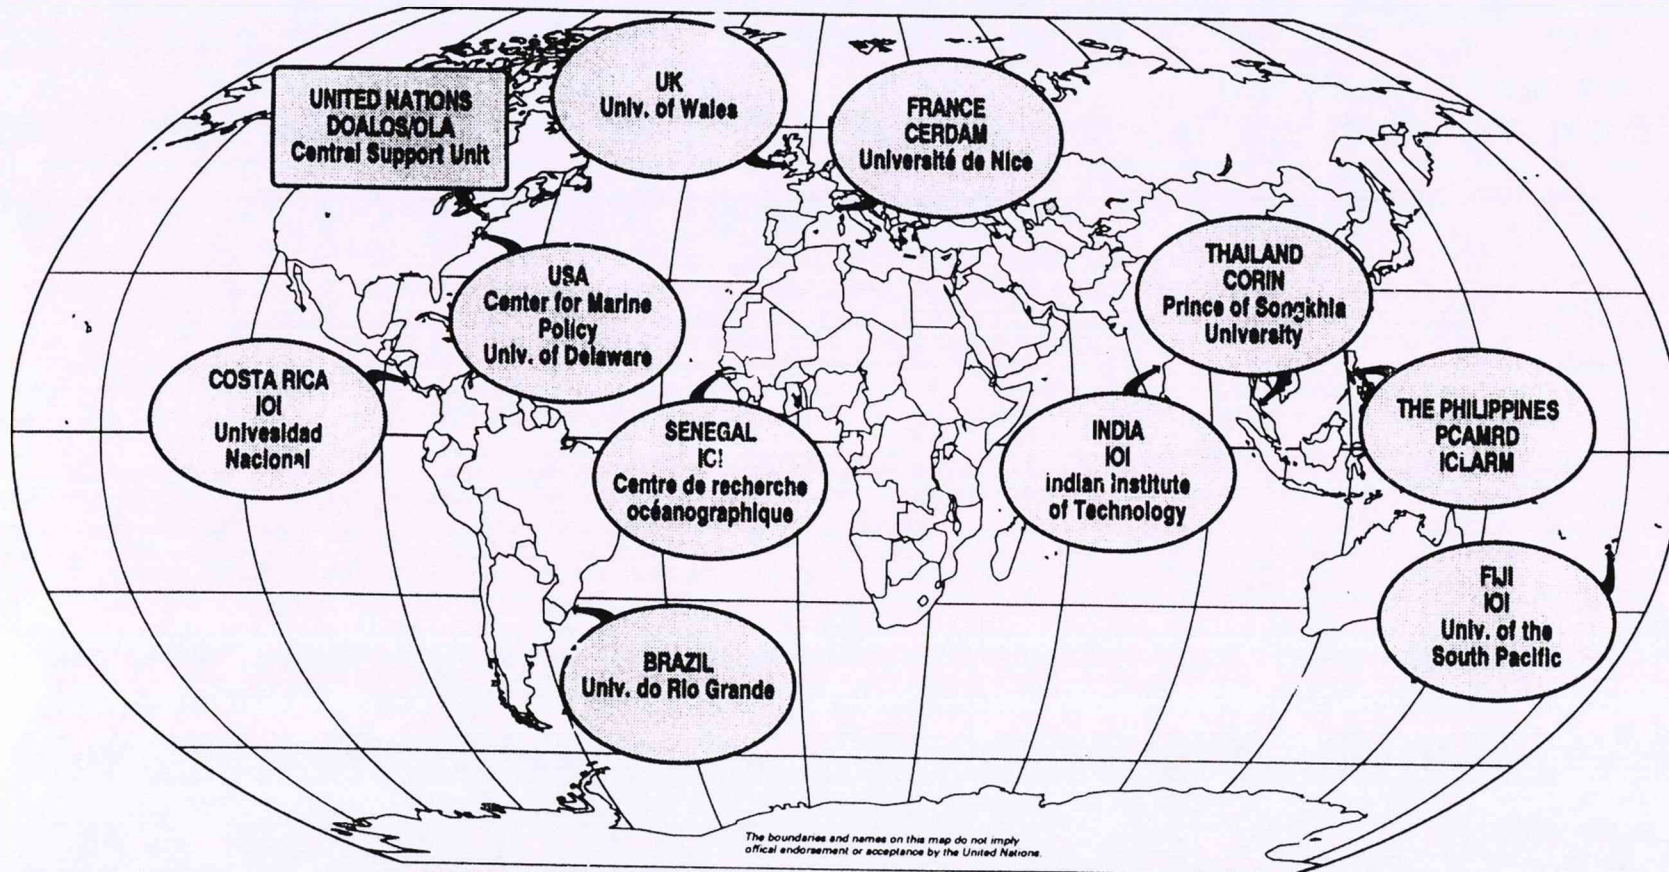 UNITED NATIONS
DOALOS/OLA
Central Support Unit
UK
Univ. of Wales
FRANCE
CERDAM
Université de Nice
USA
Center for Marine
Policy
Univ. of Delaware
THAILAND
CORIN
Prince of Songkhla
University
COSTA RICA
IOI
Univesidad
Nacional
SENEGAL
IC!
Centre de recherche
océanographique
INDIA
IOI
Indian Institute
of Technology
THE PHILIPPINES
PCAMRD
ICLARM
FIJI
IOI
Univ. of the
South Pacific
BRAZIL
Univ. do Rio Grande
The boundaries and names on this map do not imply
offical endorsement or acceptance by the United Nations.